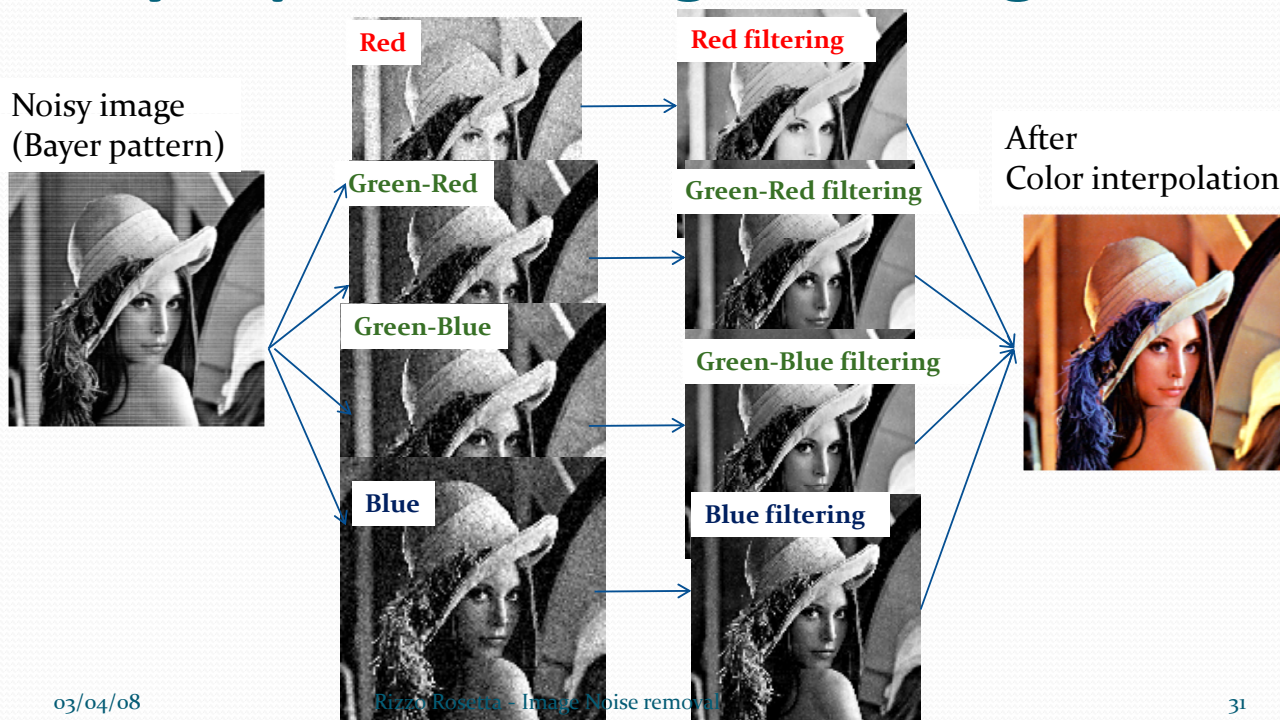 Noisy image
(Bayer pattern)
Red
Green-Red
Green-Blue
Blue
Red filtering
Green-Red filtering
Green-Blue filtering
Blue filtering
After
Color interpolation
03/04/08
Rizzo Rosetta - Image Noise removal
31